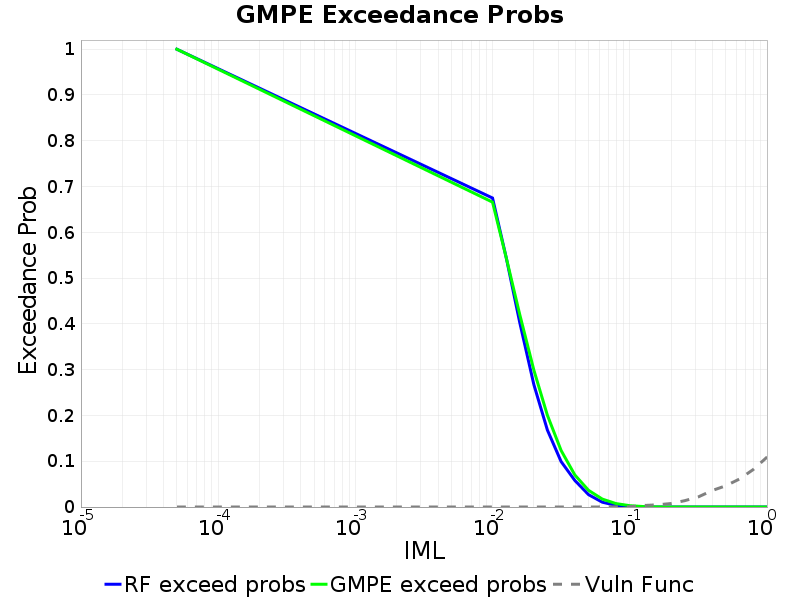 GMPE Exceedance Probs
Exceedance Prob
1
0.9
0.8
0.7
0.6
0.5
0.4
0.3
0.2
0.1
0
10^-5 10^-4 10^-3 10^-2 10^-1 10^0
IML
RF exceed probs GMPE exceed probs Vuln Func